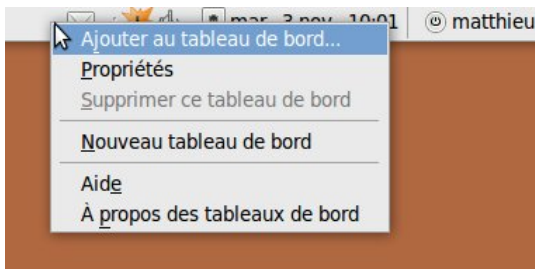 mar. 3 nov. 10:01 matthieu
Ajouter au tableau de bord...
Propriétés
Supprimer ce tableau de bord
Nouveau tableau de bord
Aide
À propos des tableaux de bord